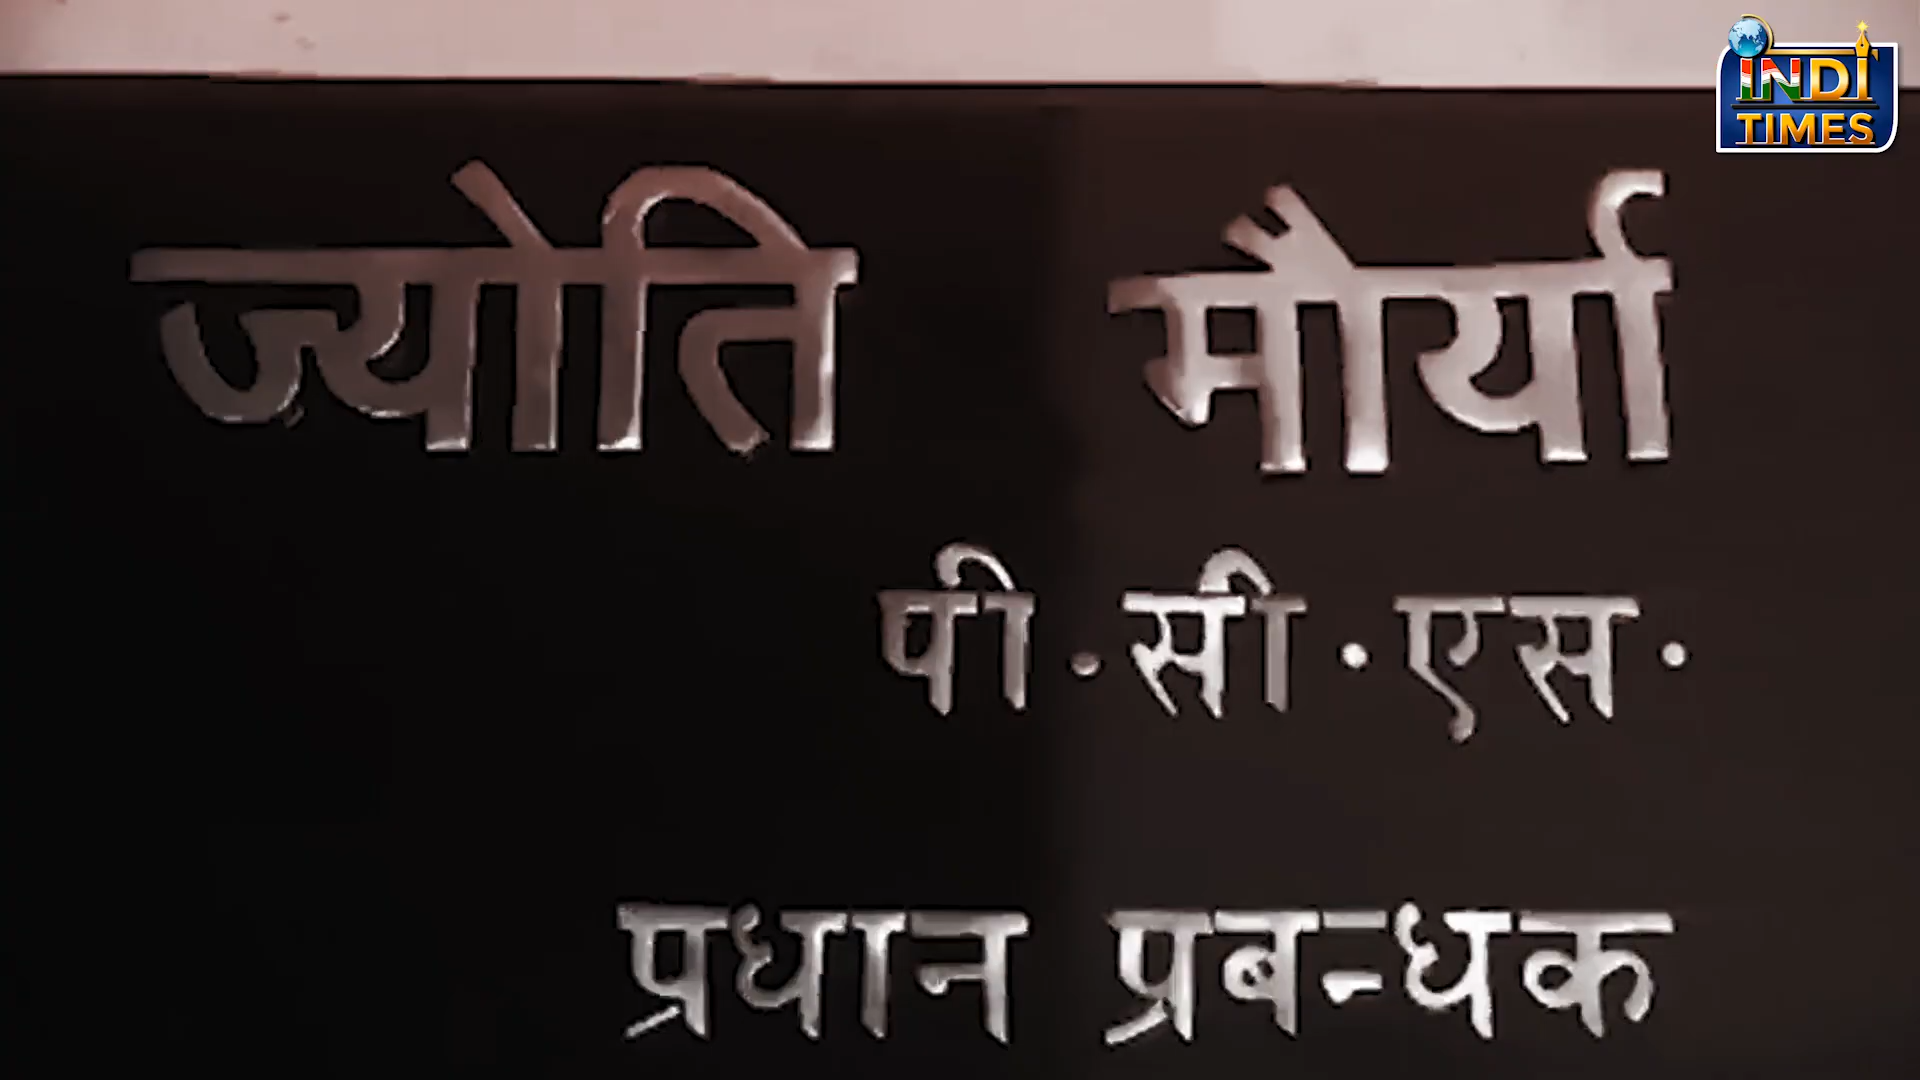 INDI
TIMES
ज्योति मौर्या
पी.सी.एस.
प्रधान प्रबन्धक